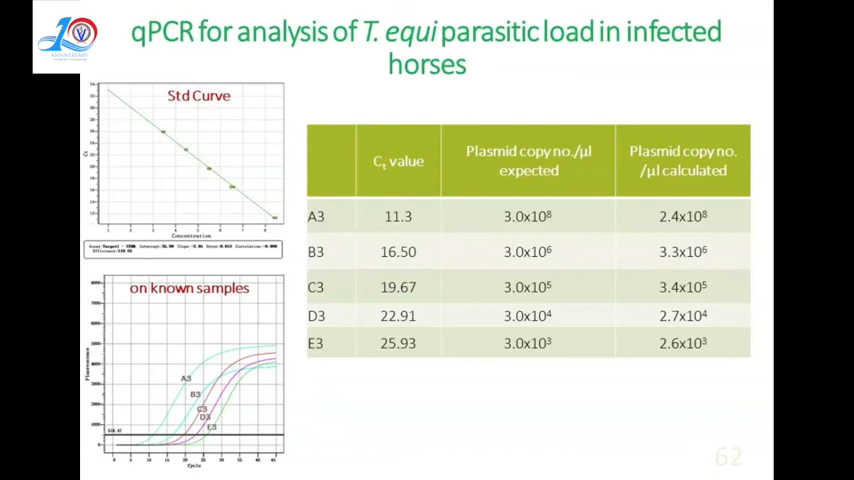 qPCR for analysis of T. equi parasitic load in infected
horses
ANNIVERSARY
Std Curve
Ct
Concentration
on known samples
Fluorescence
A3
B3
C3
D3
E3
Cycle
Ct value
Plasmid copy no./µl
expected
Plasmid copy no.
/µl calculated
A3 11.3 3.0x10⁸ 2.4x10⁸
B3 16.50 3.0x10⁶ 3.3x10⁶
C3 19.67 3.0x10⁵ 3.4x10⁵
D3 22.91 3.0x10⁴ 2.7x10⁴
E3 25.93 3.0x10³ 2.6x10³
62